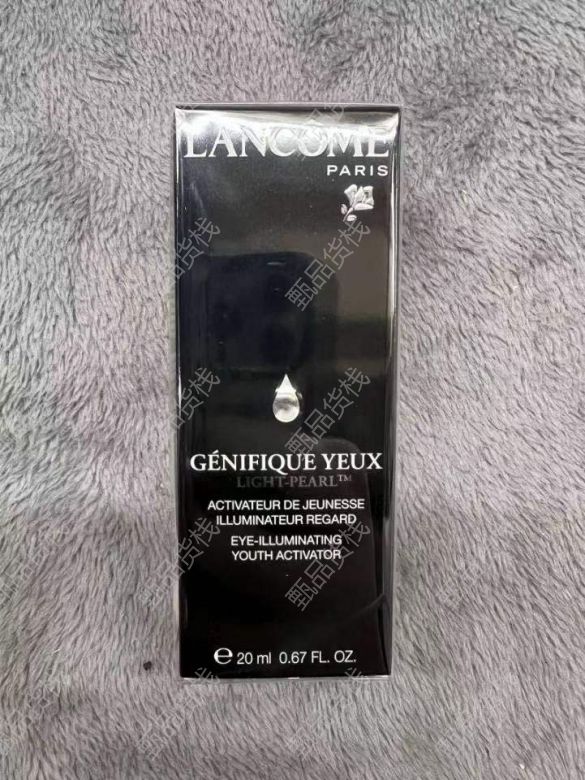 LANCÔME
PARIS
GÉNIFIQUE YEUX
LIGHT-PEARL™
ACTIVATEUR DE JEUNESSE
ILLUMINATEUR REGARD
EYE-ILLUMINATING
YOUTH ACTIVATOR
℮ 20 ml 0.67 FL. OZ.
甄品货栈